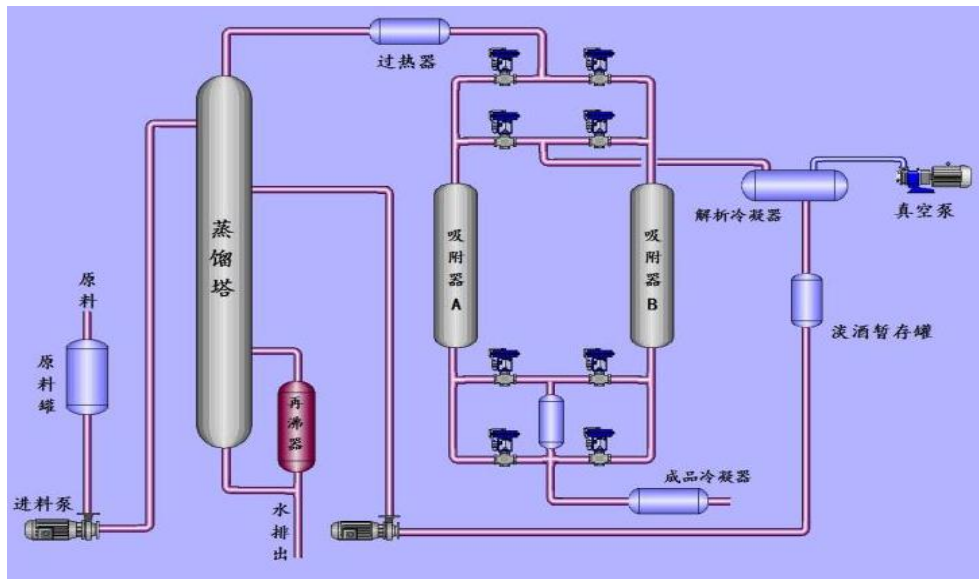 过热器
蒸馏塔
吸附器A
吸附器B
解析冷凝器
真空泵
原料
原料罐
淡酒暂存罐
再沸器
成品冷凝器
进料泵
水排出